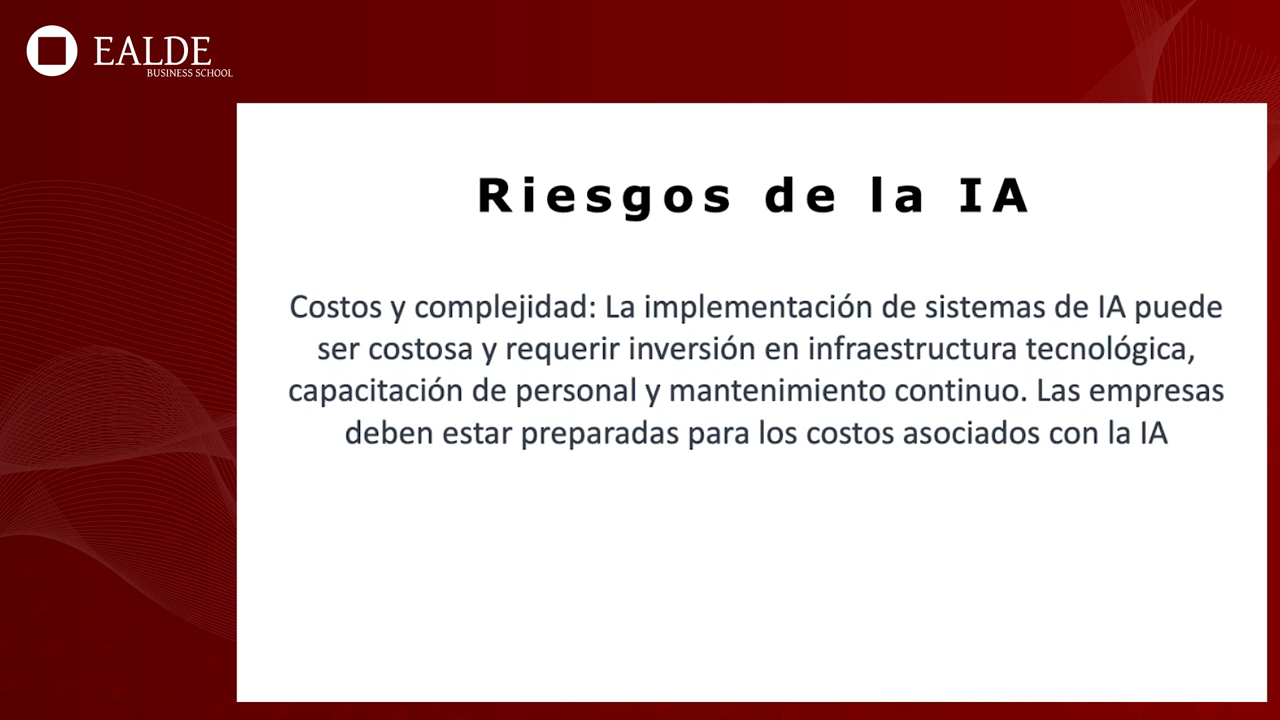 EALDE
BUSINESS SCHOOL
Riesgos de la IA
Costos y complejidad: La implementación de sistemas de IA puede
ser costosa y requerir inversión en infraestructura tecnológica,
capacitación de personal y mantenimiento continuo. Las empresas
deben estar preparadas para los costos asociados con la IA